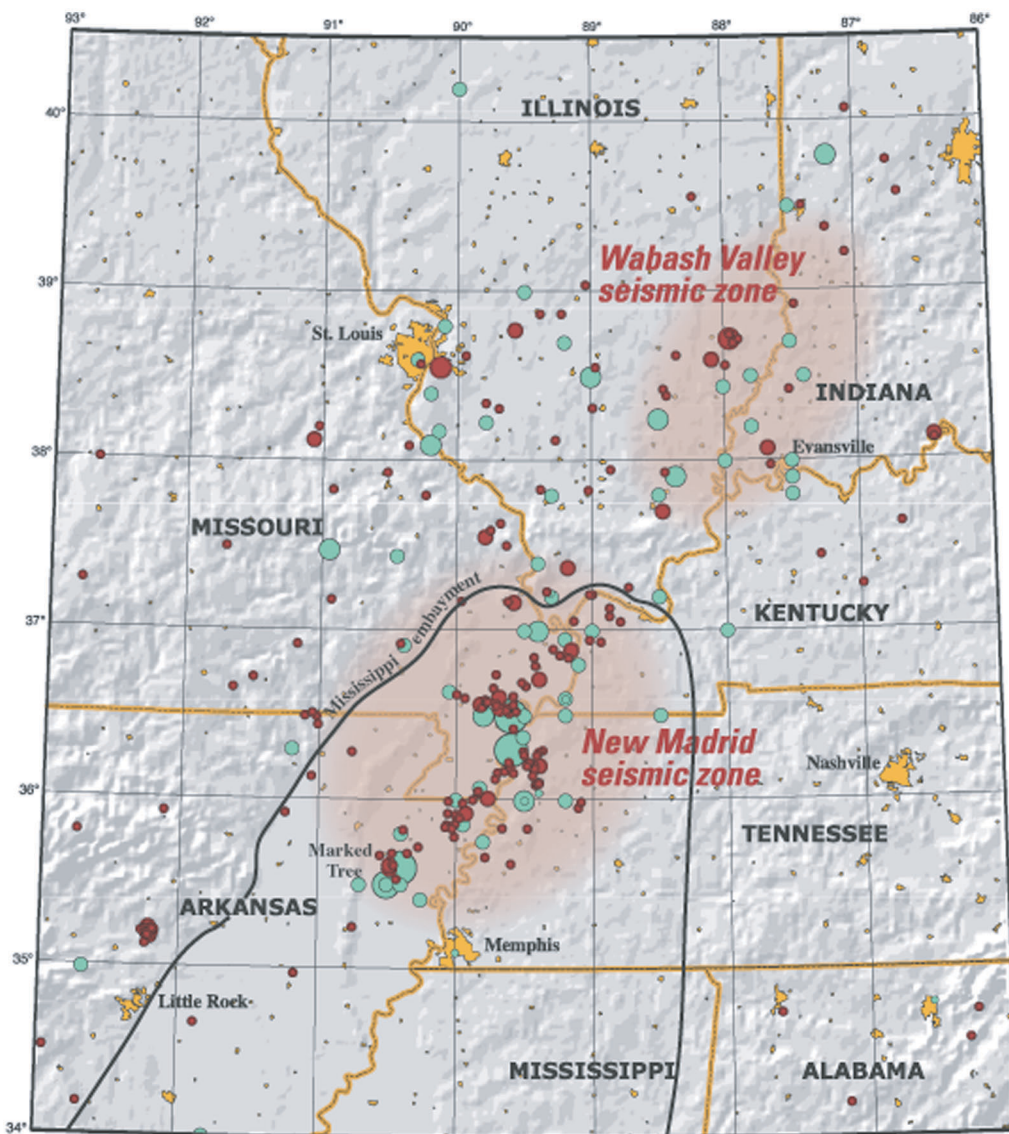 93° 92° 91° 90° 89° 88° 87° 86°
40°
ILLINOIS
Wabash Valley
seismic zone
39°
St. Louis
INDIANA
38°
Evansville
MISSOURI
Mississippi embayment
37°
KENTUCKY
New Madrid
seismic zone
Nashville
36°
TENNESSEE
Marked
Tree
ARKANSAS
Memphis
35°
Little Rock
MISSISSIPPI
ALABAMA
34°